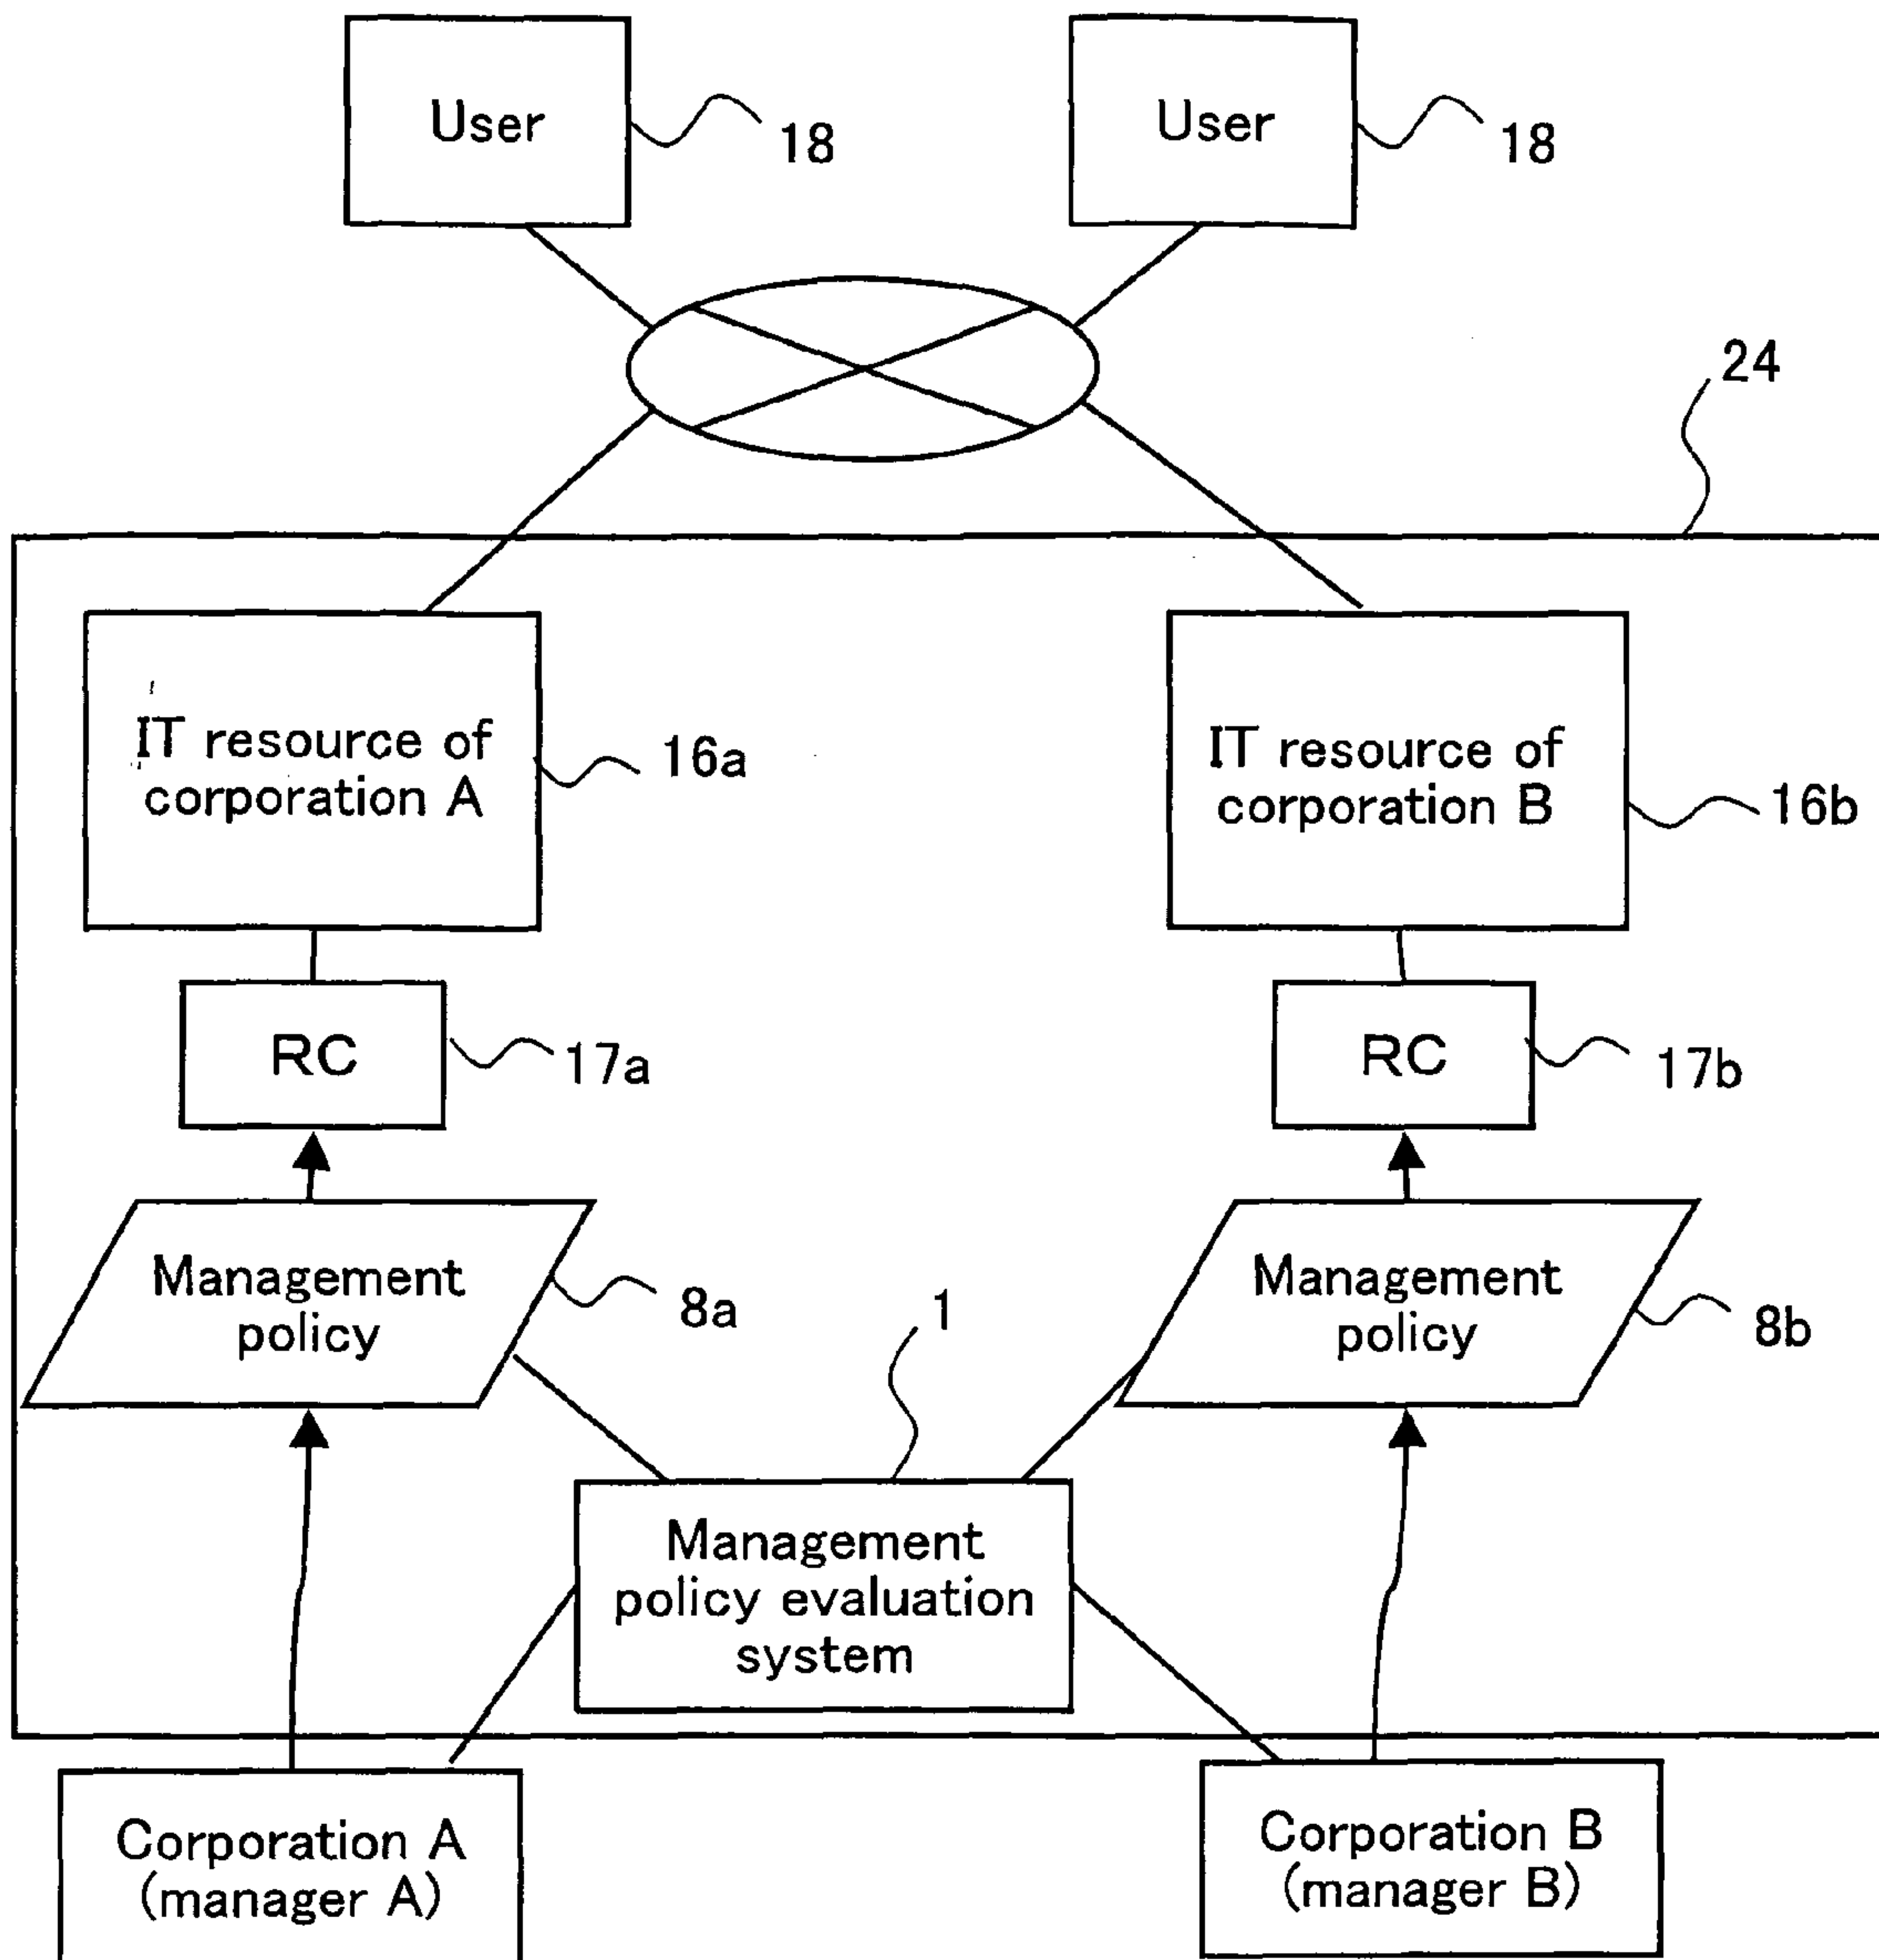 User
18
User
18
24
IT resource of
corporation A
16a
IT resource of
corporation B
16b
RC
17a
RC
17b
Management
policy
8a
1
Management
policy
8b
Management
policy evaluation
system
Corporation A
(manager A)
Corporation B
(manager B)